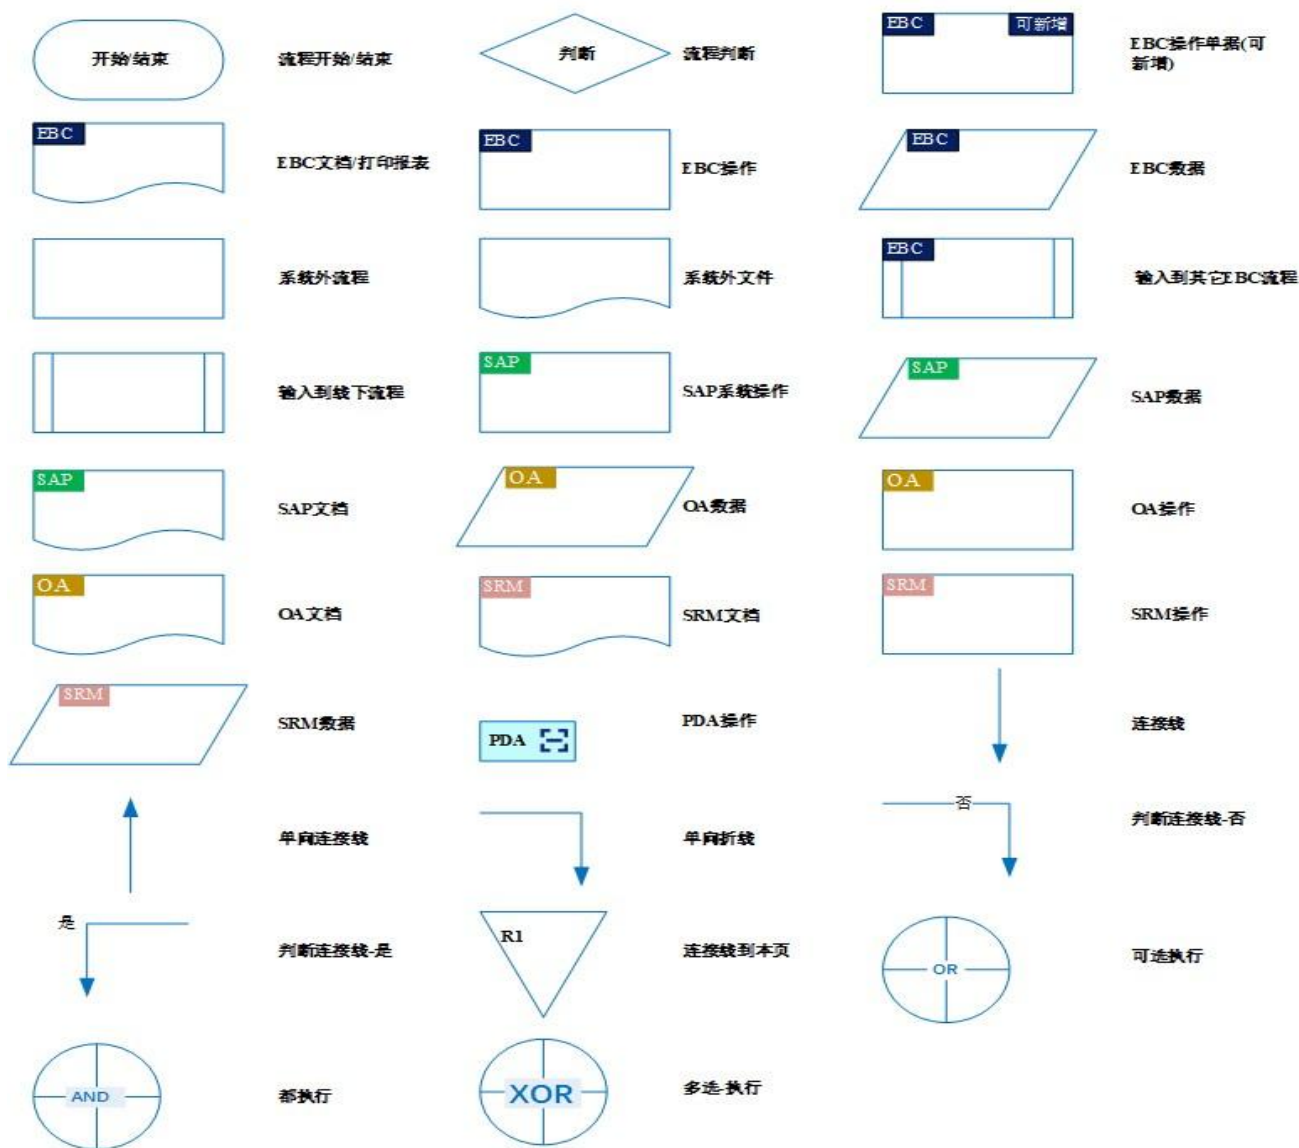 开始/结束
流程开始/结束
判断
流程判断
EBC
可新增
EBC操作单据(可
新增)
EBC
EBC文档/打印报表
EBC
EBC操作
EBC
EBC数据
系统外流程
系统外文件
EBC
输入到其它EBC流程
输入到线下流程
SAP
SAP系统操作
SAP
SAP数据
SAP
SAP文档
OA
OA数据
OA
OA操作
OA
OA文档
SRM
SRM文档
SRM
SRM操作
SRM
SRM数据
PDA
PDA操作
连接线
单向连接线
单向折线
否
判断连接线-否
是
判断连接线-是
R1
连接线到本页
OR
可选执行
AND
都执行
XOR
多选-执行